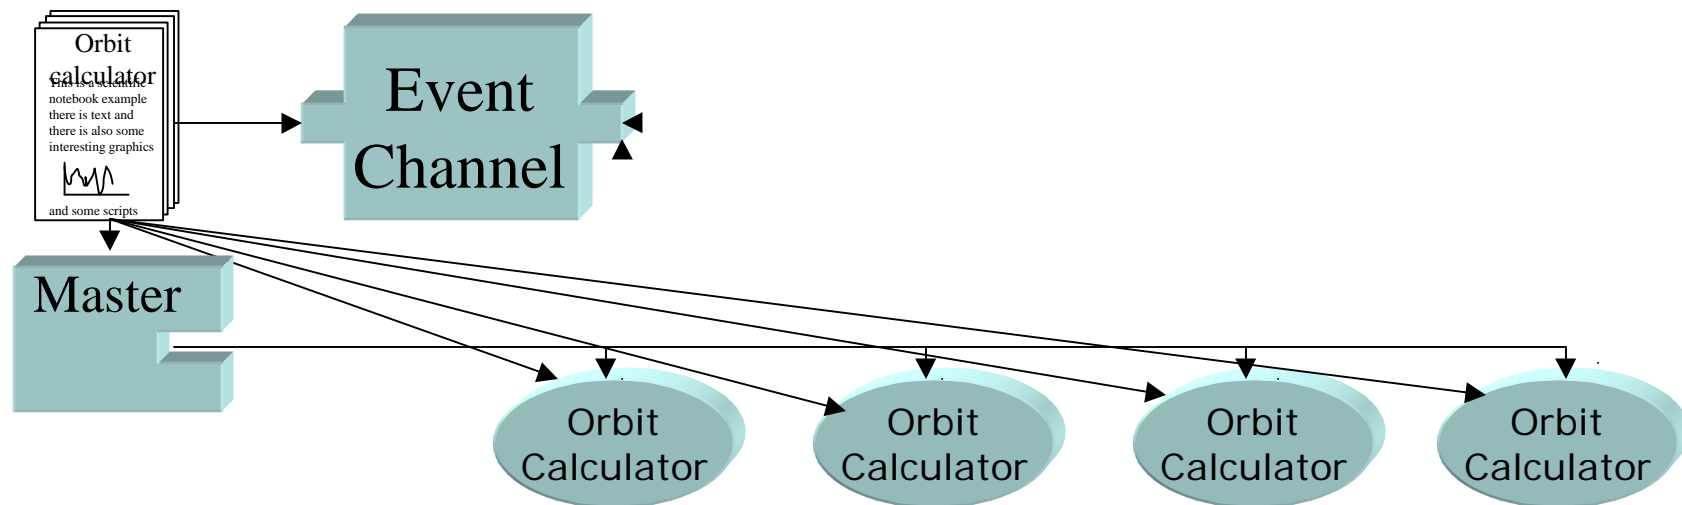 Orbit
calculator
This is a scientific
notebook example
there is text and
there is also some
interesting graphics
and some scripts
Event
Channel
Master
Orbit
Calculator
Orbit
Calculator
Orbit
Calculator
Orbit
Calculator